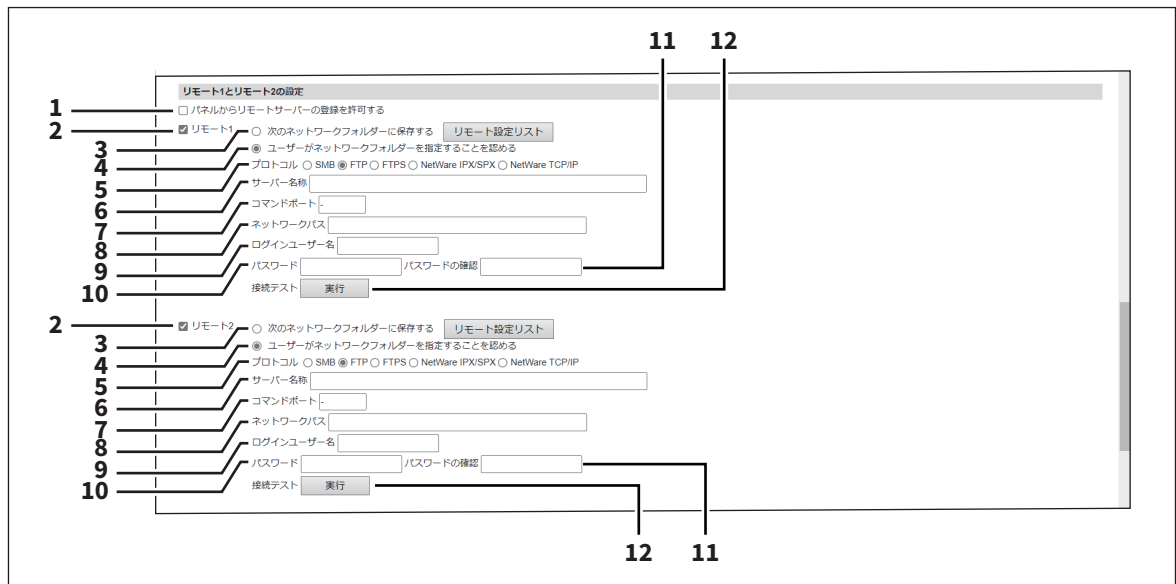 11 12
リモート1とリモート2の設定
1 パネルからリモートサーバーの登録を許可する
2 リモート1
3 次のネットワークフォルダーに保存する リモート設定リスト
4 ユーザーがネットワークフォルダーを指定することを認める
5 プロトコル SMB FTP FTPS NetWare IPX/SPX NetWare TCP/IP
6 サーバー名称
7 コマンドポート -
8 ネットワークパス
9 ログインユーザー名
10 パスワード パスワードの確認
接続テスト 実行
2 リモート2
3 次のネットワークフォルダーに保存する リモート設定リスト
4 ユーザーがネットワークフォルダーを指定することを認める
5 プロトコル SMB FTP FTPS NetWare IPX/SPX NetWare TCP/IP
6 サーバー名称
7 コマンドポート -
8 ネットワークパス
9 ログインユーザー名
10 パスワード パスワードの確認 11
接続テスト 実行
12